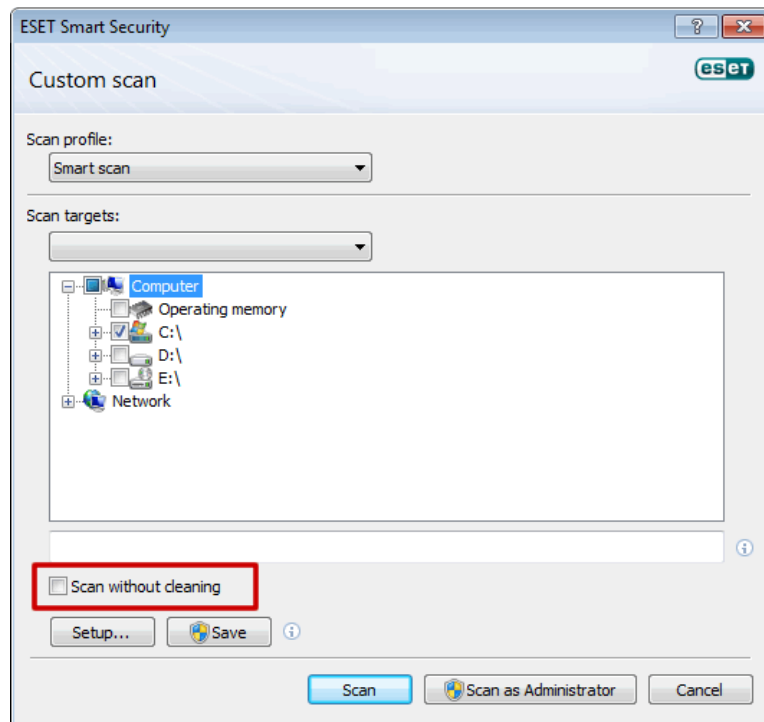 ESET Smart Security
Custom scan
eseT
Scan profile:
Smart scan
Scan targets:
Computer
Operating memory
C:\
D:\
E:\
Network
Scan without cleaning
Setup...
Save
Scan
Scan as Administrator
Cancel